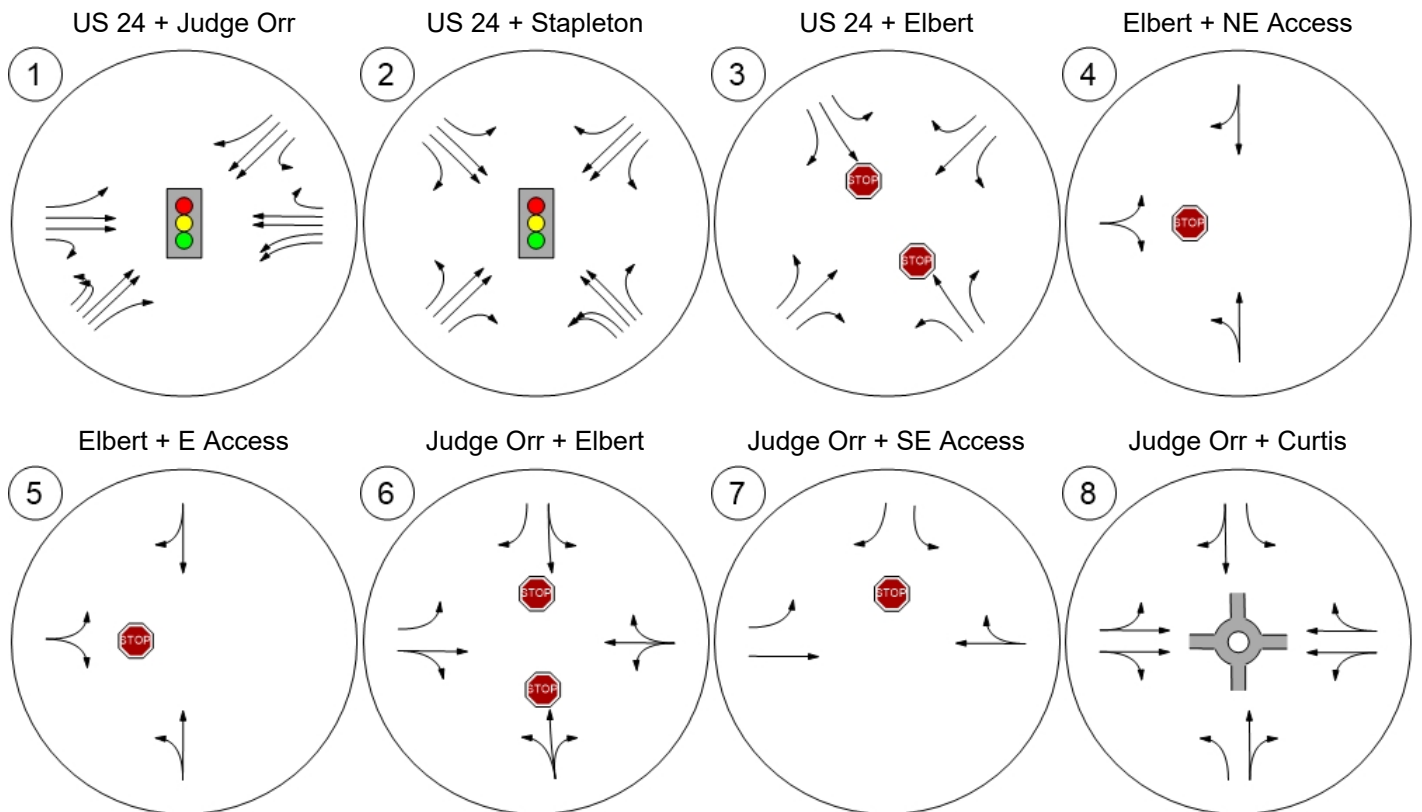 US 24 + Judge Orr
US 24 + Stapleton
US 24 + Elbert
Elbert + NE Access
1
2
3
4
STOP
STOP
STOP
Elbert + E Access
Judge Orr + Elbert
Judge Orr + SE Access
Judge Orr + Curtis
5
6
7
8
STOP
STOP
STOP
STOP